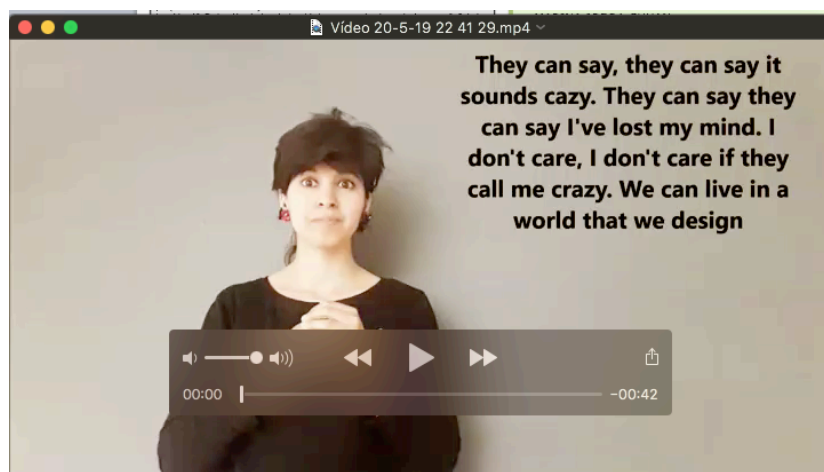 Vídeo 20-5-19 22 41 29.mp4
They can say, they can say it
sounds cazy. They can say they
can say I've lost my mind. I
don't care, I don't care if they
call me crazy. We can live in a
world that we design
00:00
-00:42